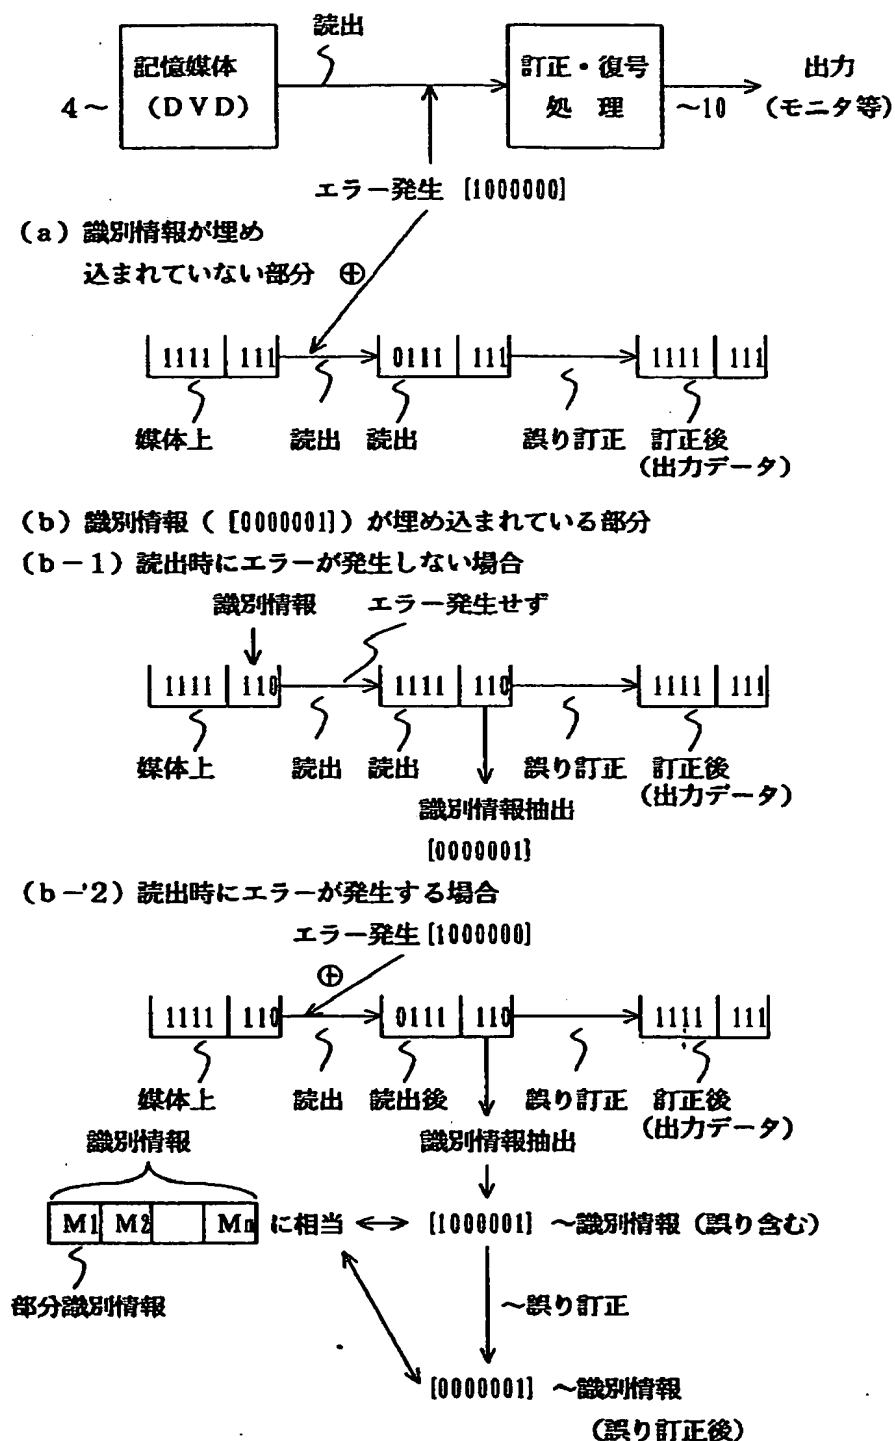 読出
記憶媒体
(DVD)
4~
訂正・復号
処 理
~10
出力
(モニタ等)
エラー発生 [1000000]
(a) 識別情報が埋め
込まれていない部分 ⊕
1111 111
0111 111
1111 111
媒体上 読出 読出 誤り訂正 訂正後
(出力データ)
(b) 識別情報([0000001])が埋め込まれている部分
(b-1) 読出時にエラーが発生しない場合
識別情報 エラー発生せず
1111 110
1111 110
1111 111
媒体上 読出 読出 誤り訂正 訂正後
(出力データ)
識別情報抽出
[0000001]
(b-'2) 読出時にエラーが発生する場合
エラー発生[1000000]
⊕
1111 110
0111 110
1111 111
媒体上 読出 読出後 誤り訂正 訂正後
(出力データ)
識別情報 識別情報抽出
M1 M2 Mn に相当 [1000001] ~識別情報(誤り含む)
部分識別情報
~誤り訂正
[0000001] ~識別情報
(誤り訂正後)